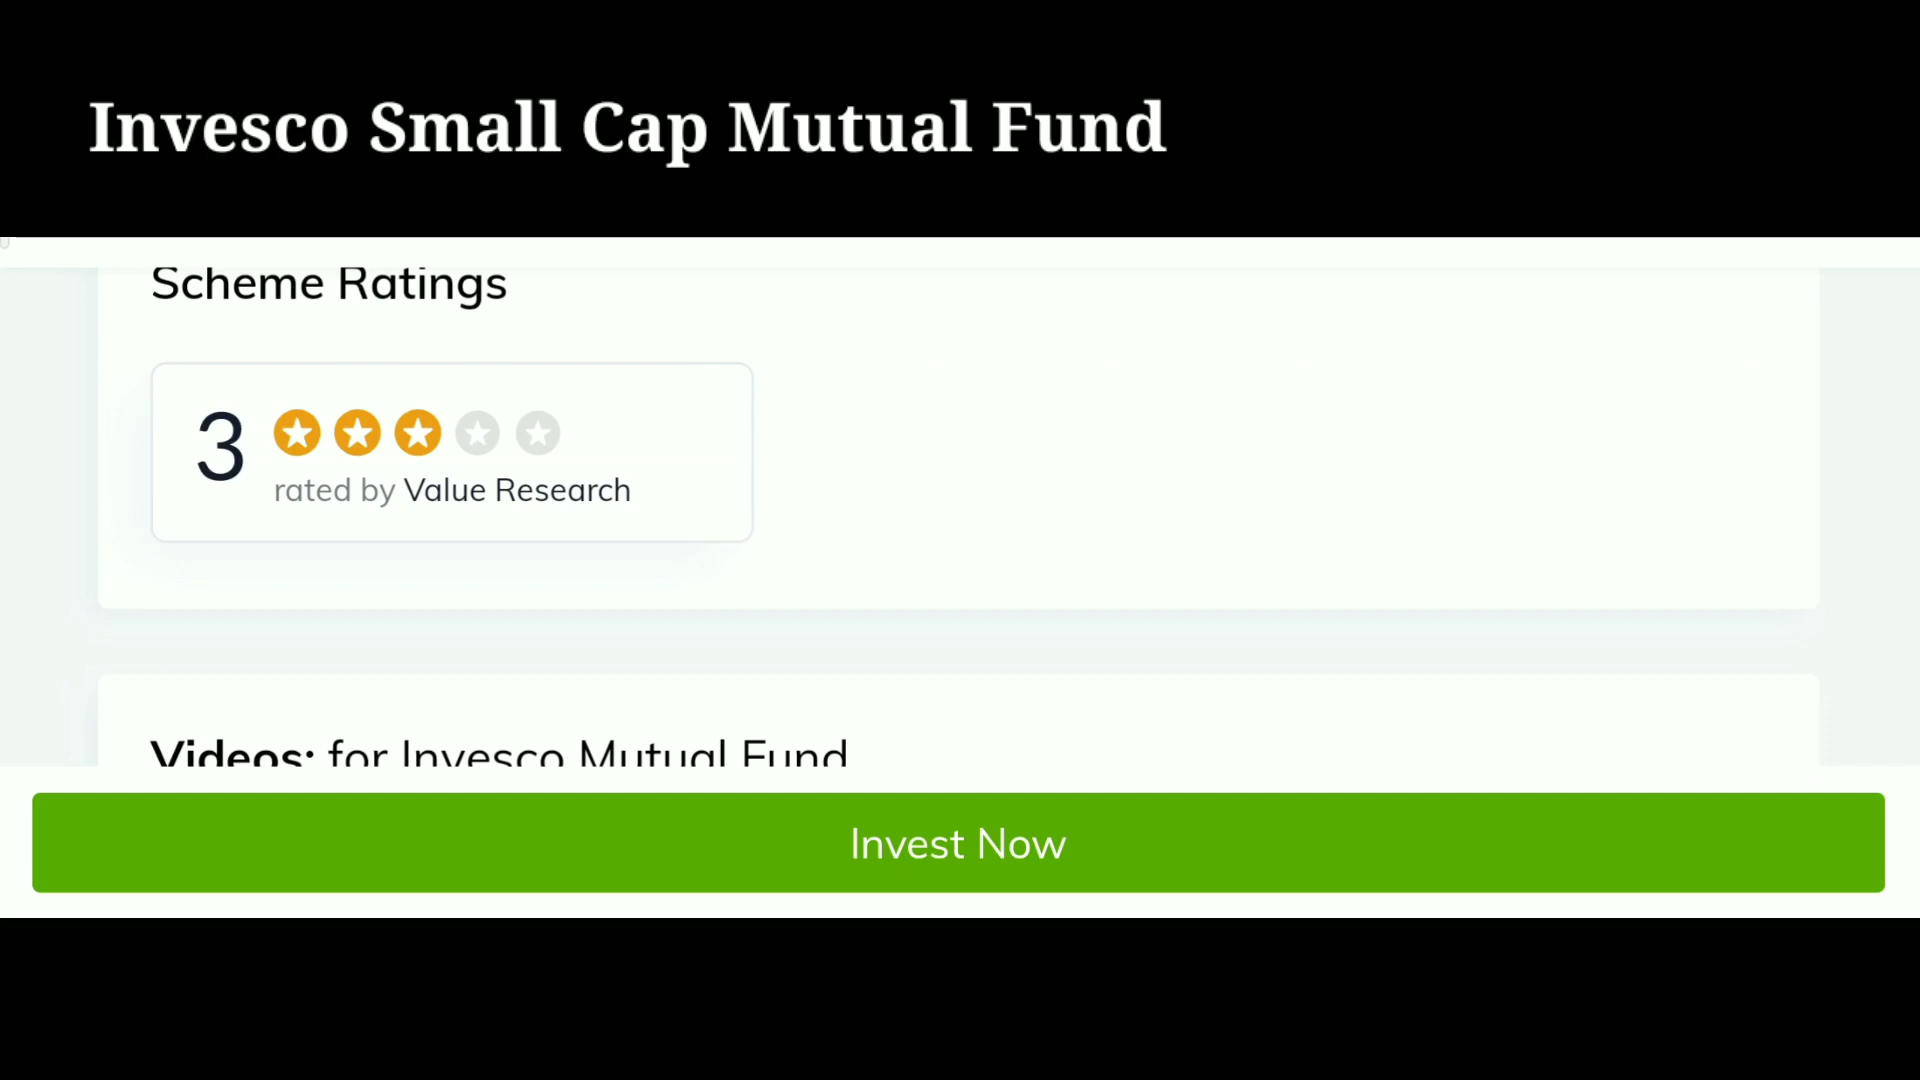 Invesco Small Cap Mutual Fund
Scheme Ratings
3
rated by Value Research
Videos: for Invesco Mutual Fund
Invest Now